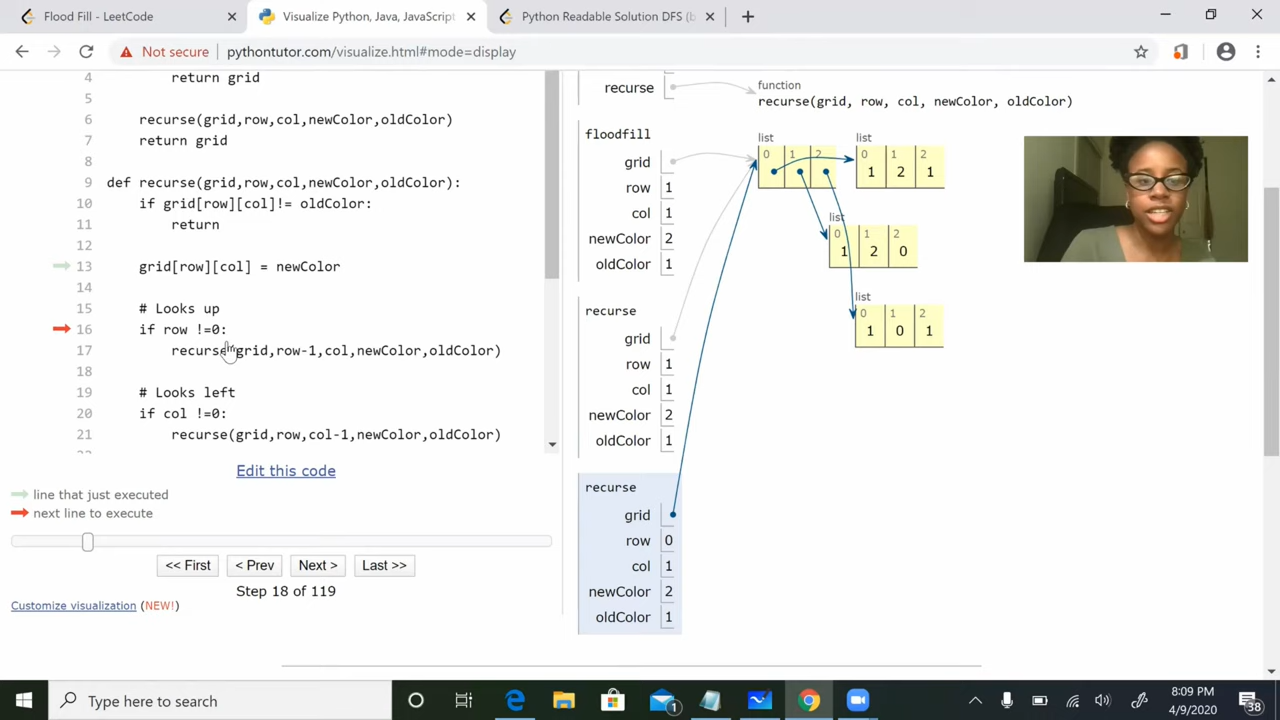 Flood Fill - LeetCode
Visualize Python, Java, JavaScript
Python Readable Solution DFS (b
Not secure
pythontutor.com/visualize.html#mode=display
4 return grid
5
6 recurse(grid,row,col,newColor,oldColor)
7 return grid
8
9 def recurse(grid,row,col,newColor,oldColor):
10 if grid[row][col]!= oldColor:
11 return
12
13 grid[row][col] = newColor
14
15 # Looks up
16 if row !=0:
17 recurse(grid,row-1,col,newColor,oldColor)
18
19 # Looks left
20 if col !=0:
21 recurse(grid,row,col-1,newColor,oldColor)
Edit this code
line that just executed
next line to execute
<< First
< Prev
Next >
Last >>
Step 18 of 119
Customize visualization (NEW!)
recurse
function
recurse(grid, row, col, newColor, oldColor)
floodfill
grid
row 1
col 1
newColor 2
oldColor 1
recurse
grid
row 1
col 1
newColor 2
oldColor 1
recurse
grid
row 0
col 1
newColor 2
oldColor 1
list
0 1 2
list
0 1 2
1 2 1
list
0 1 2
1 2 0
list
0 1 2
1 0 1
Type here to search
1
8:09 PM
4/9/2020
38